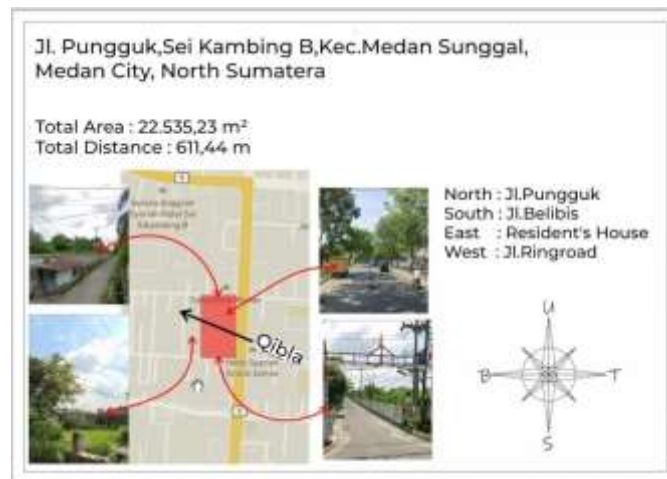 Jl. Pungguk,Sei Kambing B,Kec.Medan Sunggal,
Medan City, North Sumatera
Total Area : 22.535,23 m²
Total Distance : 611,44 m
North : Jl.Pungguk
South : Jl.Belibis
East : Resident's House
West : Jl.Ringroad
Qibla
U
B
T
S